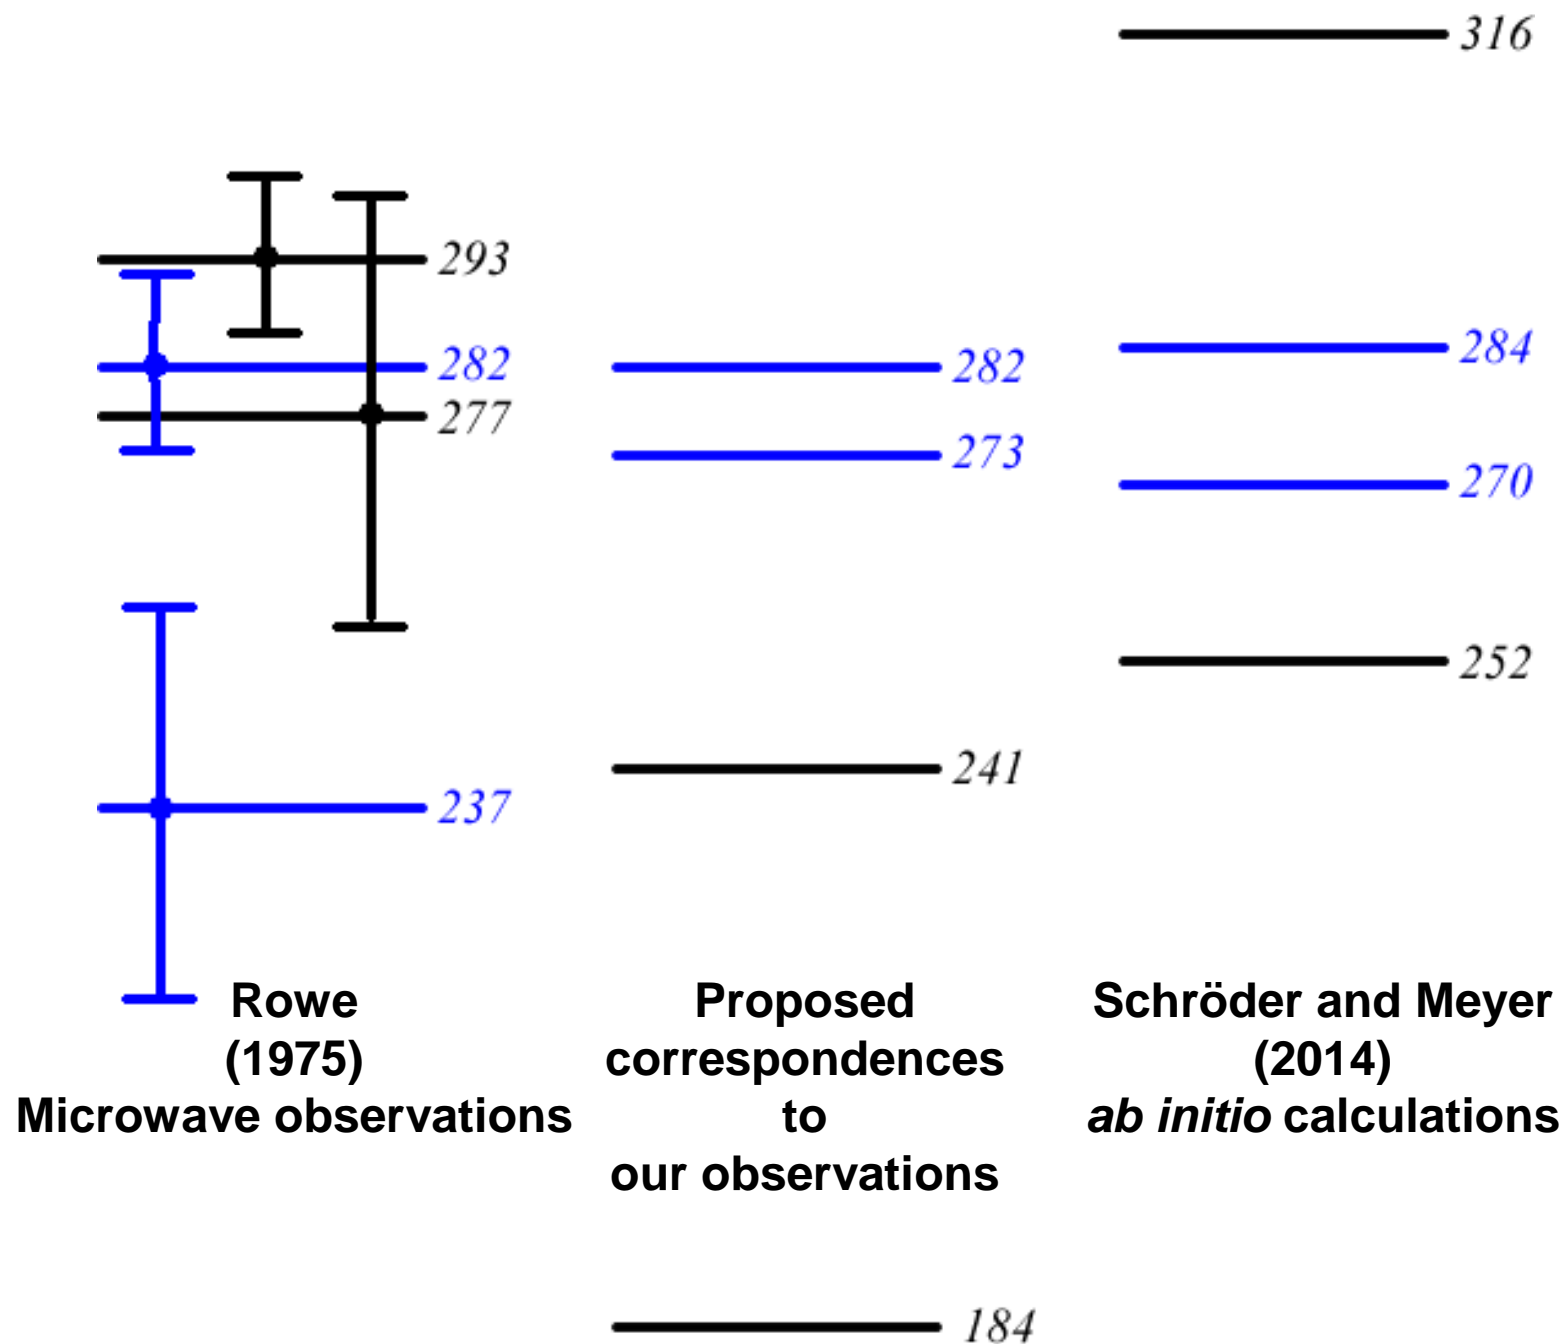 316
293
282
277
237
282
273
241
284
270
252
Rowe
(1975)
Microwave observations
Proposed
correspondences
to
our observations
Schröder and Meyer
(2014)
ab initio calculations
184